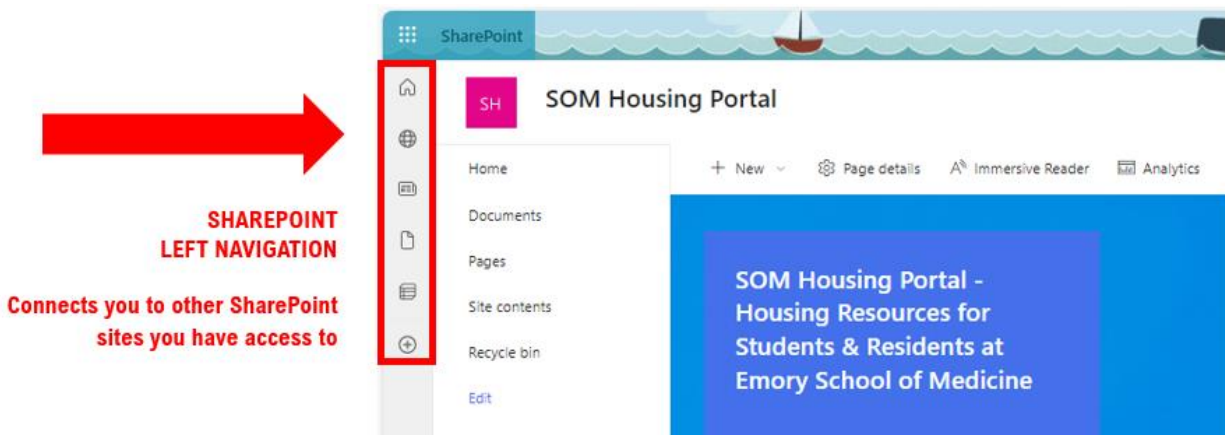 SharePoint
SH
SOM Housing Portal
SHAREPOINT
LEFT NAVIGATION
Connects you to other SharePoint
sites you have access to
Home
Documents
Pages
Site contents
Recycle bin
Edit
New
Page details
Immersive Reader
Analytics
SOM Housing Portal -
Housing Resources for
Students & Residents at
Emory School of Medicine